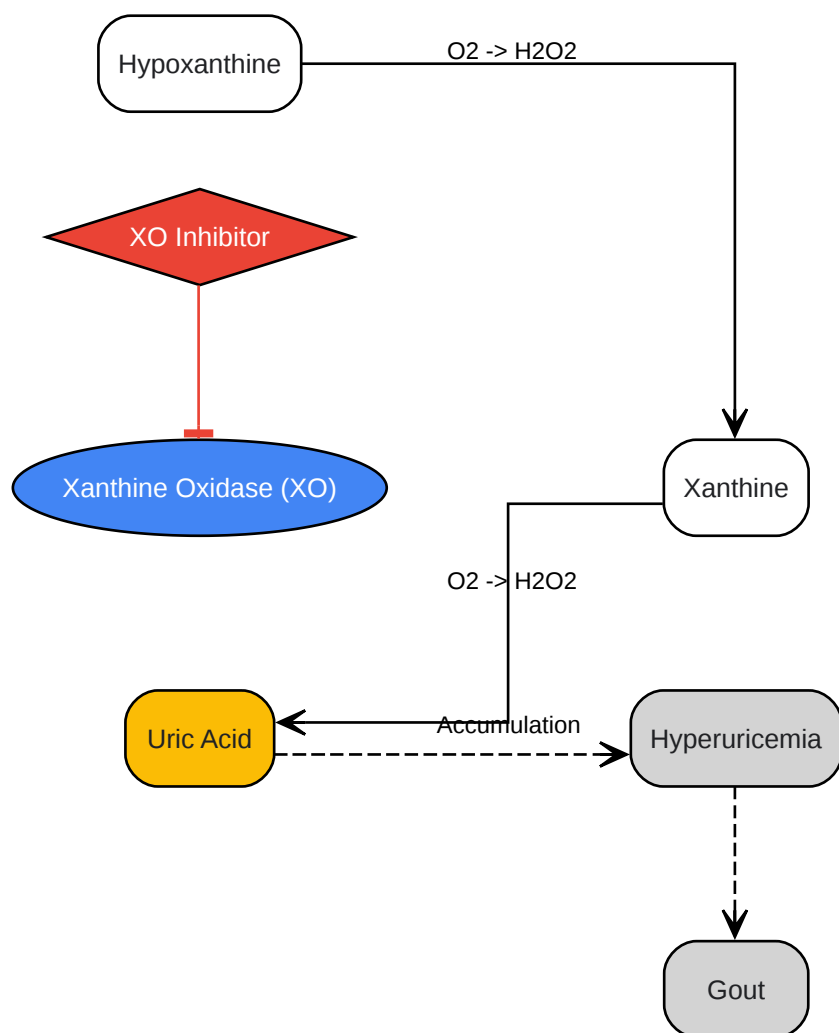 Hypoxanthine
O2 -> H2O2
XO Inhibitor
Xanthine Oxidase (XO)
Xanthine
O2 -> H2O2
Uric Acid
Accumulation
Hyperuricemia
Gout